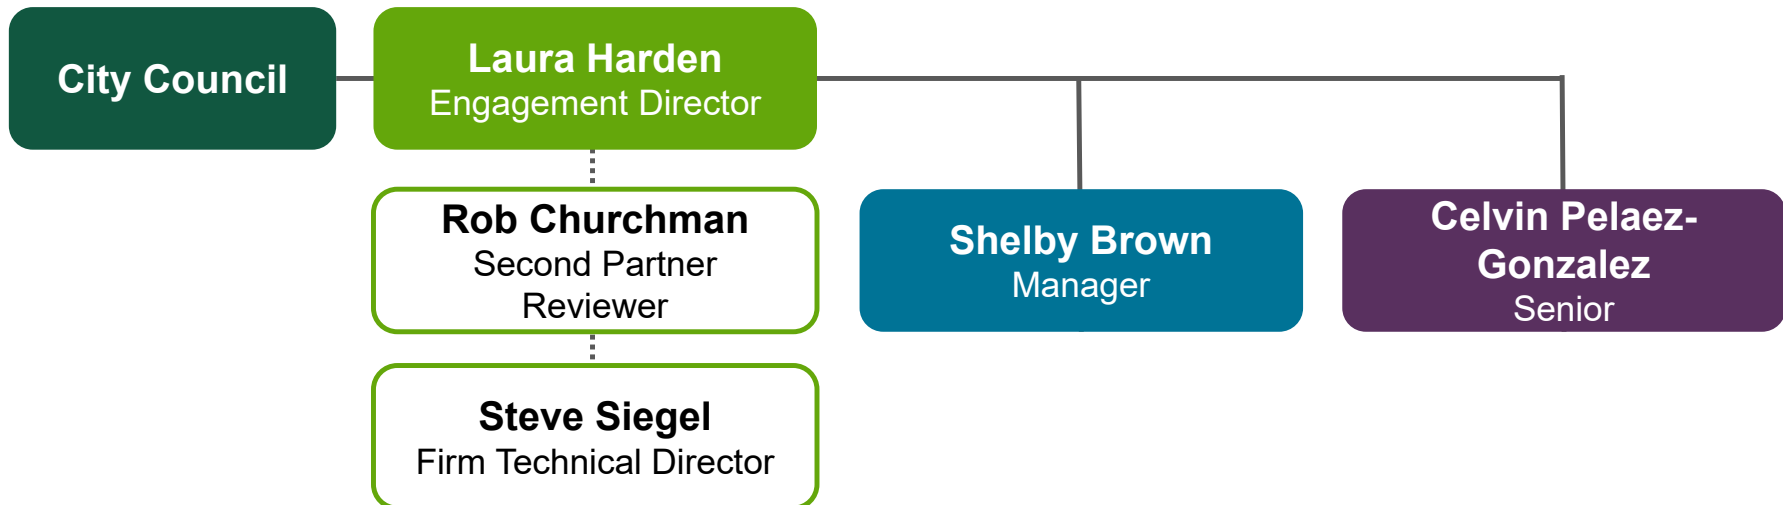 City Council
Laura Harden
Engagement Director
Rob Churchman
Second Partner
Reviewer
Shelby Brown
Manager
Celvin Pelaez-
Gonzalez
Senior
Steve Siegel
Firm Technical Director